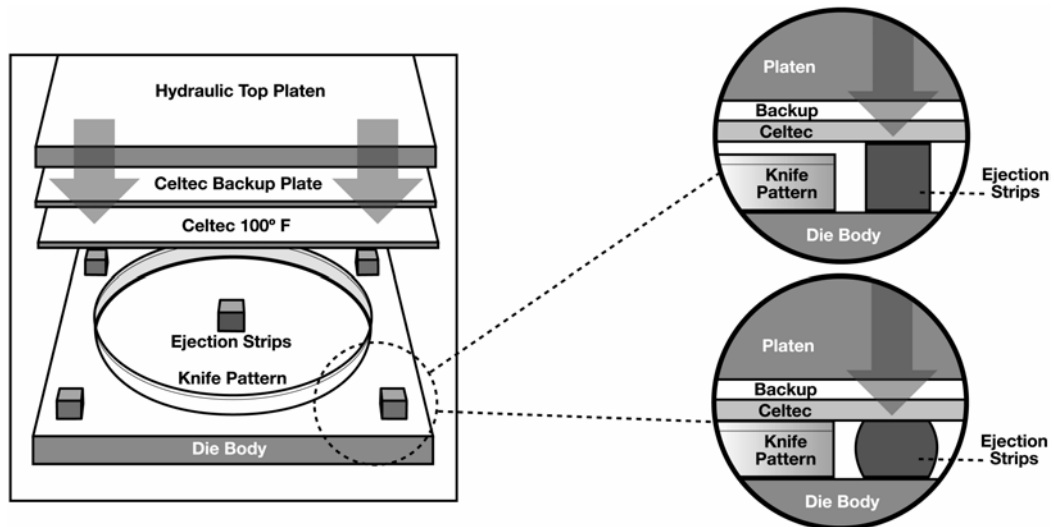 Hydraulic Top Platen
Celtec Backup Plate
Celtec 100º F
Ejection Strips
Knife Pattern
Die Body
Platen
Backup
Celtec
Knife
Pattern
Ejection
Strips
Die Body
Platen
Backup
Celtec
Knife
Pattern
Ejection
Strips
Die Body